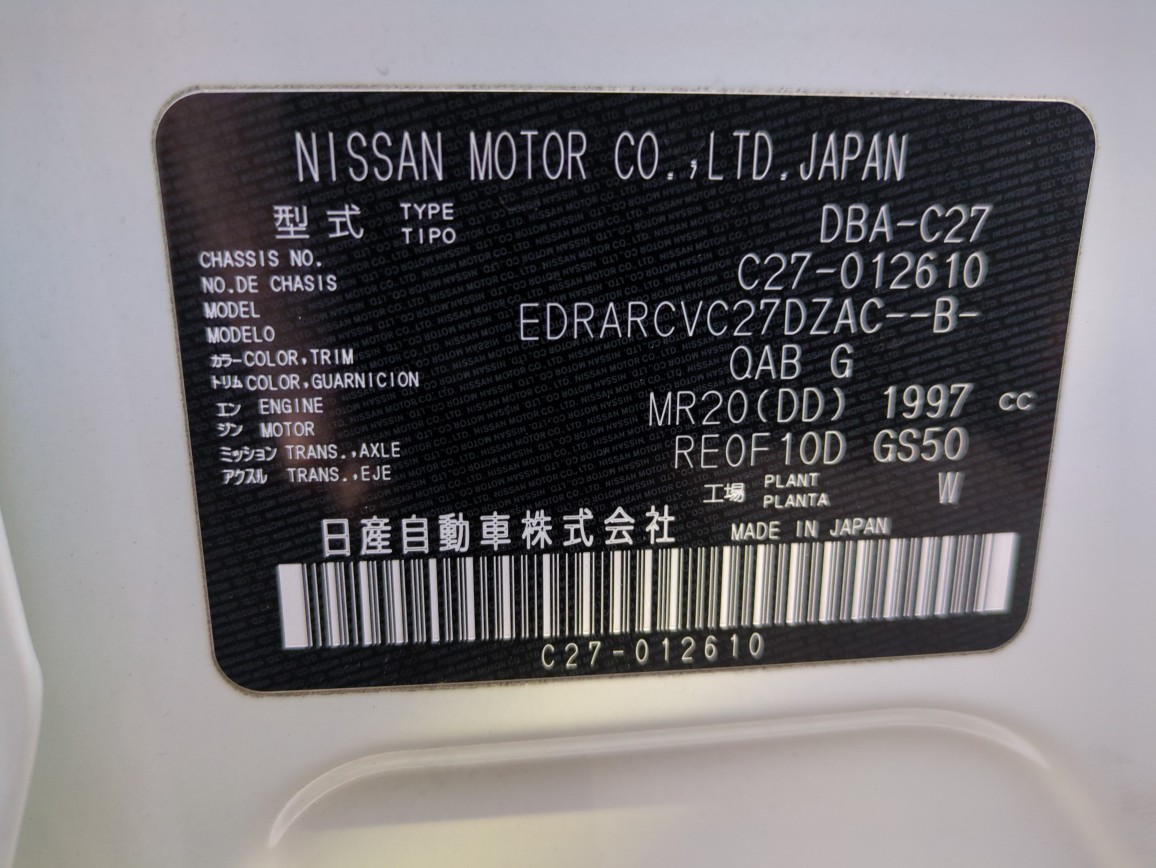 NISSAN MOTOR CO.,LTD.JAPAN
型式 TYPE DBA-C27
TIPO
CHASSIS NO. C27-012610
NO.DE CHASIS
MODEL EDRARCVC27DZAC--B-
MODELO
カラー COLOR,TRIM QAB G
トリム COLOR,GUARNICION
エン ENGINE MR20(DD) 1997 CC
ジン MOTOR
ミッション TRANS.,AXLE RE0F10D GS50
アクスル TRANS.,EJE
工場 PLANT W
PLANTA
日産自動車株式会社 MADE IN JAPAN
C27-012610